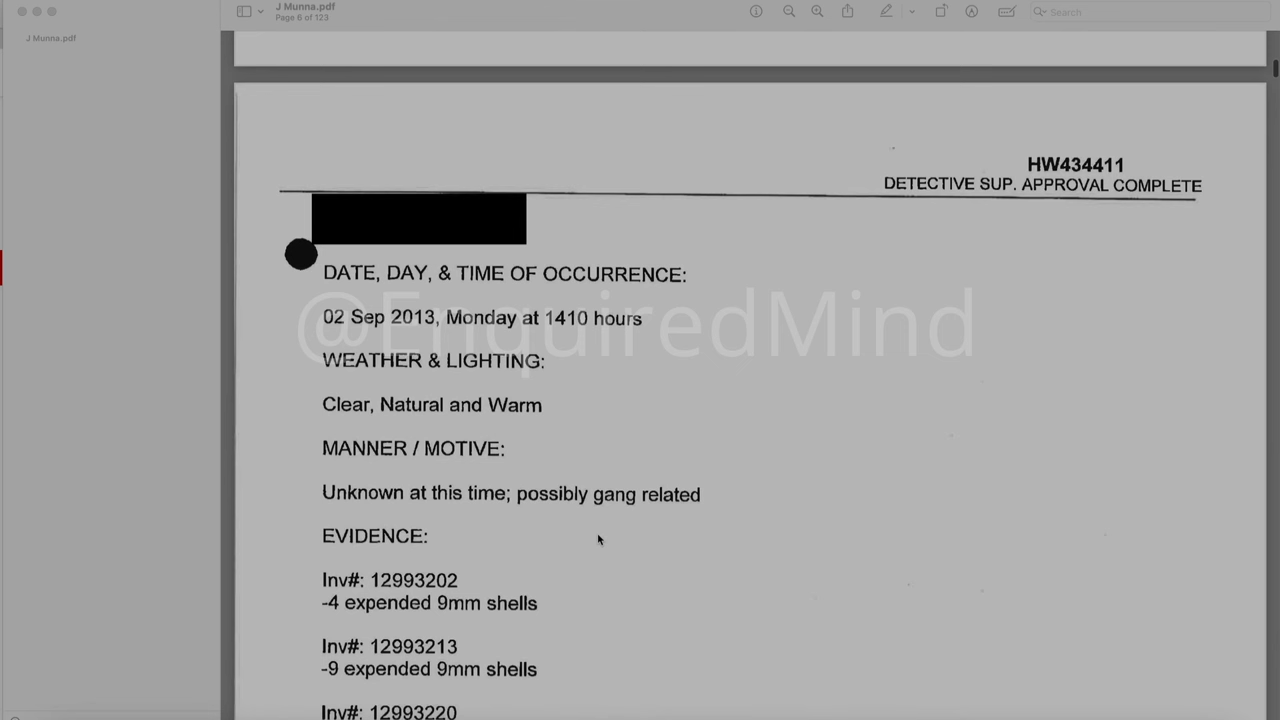 J Munna.pdf
Page 6 of 123
Search
J Munna.pdf
HW434411
DETECTIVE SUP. APPROVAL COMPLETE
DATE, DAY, & TIME OF OCCURRENCE:
@EnquiredMind
02 Sep 2013, Monday at 1410 hours
WEATHER & LIGHTING:
Clear, Natural and Warm
MANNER / MOTIVE:
Unknown at this time; possibly gang related
EVIDENCE:
Inv#: 12993202
-4 expended 9mm shells
Inv#: 12993213
-9 expended 9mm shells
Inv#: 12993220